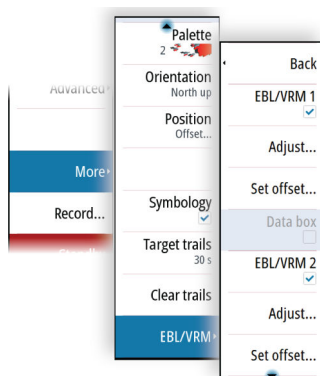 Advanced
More
Record...
Palette
2
Orientation
North up
Position
Offset...
Symbology
Target trails
30 s
Clear trails
EBL/VRM
Back
EBL/VRM 1
Adjust...
Set offset...
Data box
EBL/VRM 2
Adjust...
Set offset...